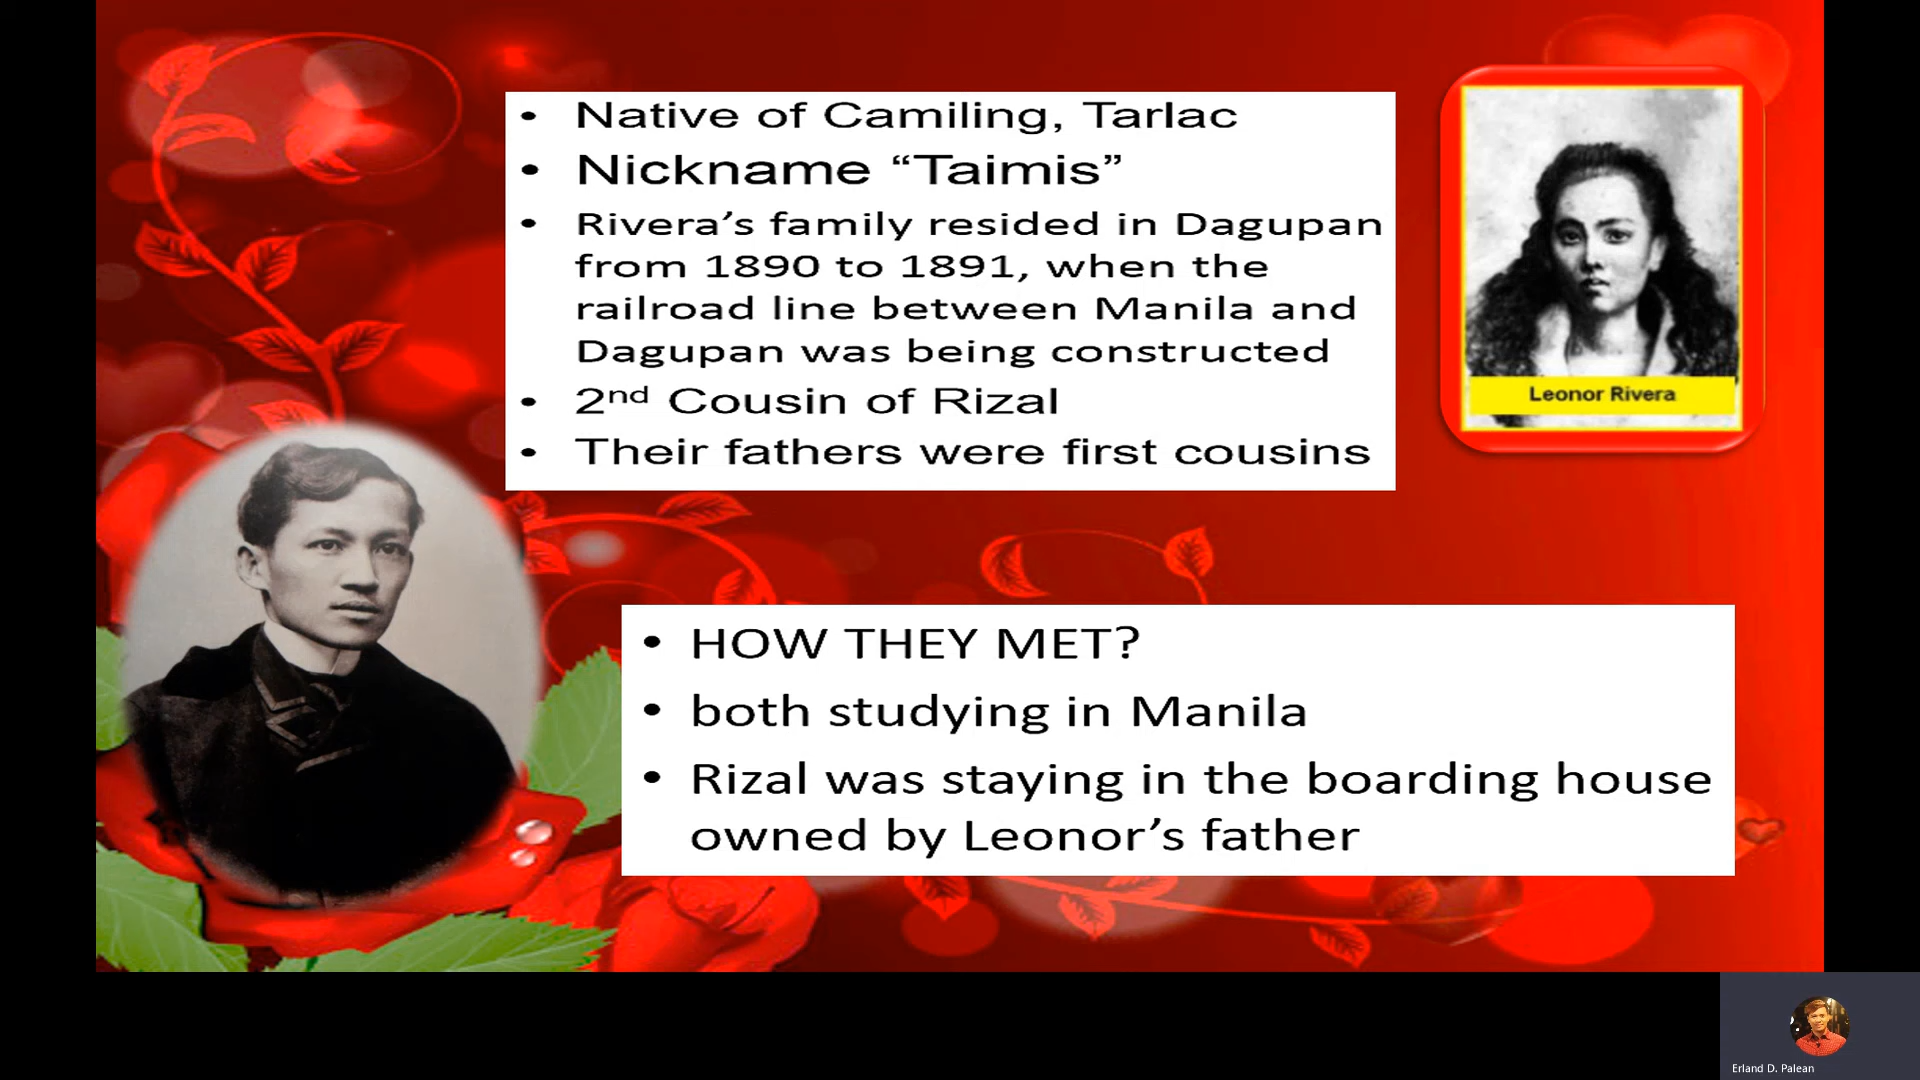 • Native of Camiling, Tarlac
• Nickname “Taimis”
• Rivera’s family resided in Dagupan
from 1890 to 1891, when the
railroad line between Manila and
Dagupan was being constructed
• 2nd Cousin of Rizal
• Their fathers were first cousins
Leonor Rivera
• HOW THEY MET?
• both studying in Manila
• Rizal was staying in the boarding house
owned by Leonor’s father
Erland D. Palean